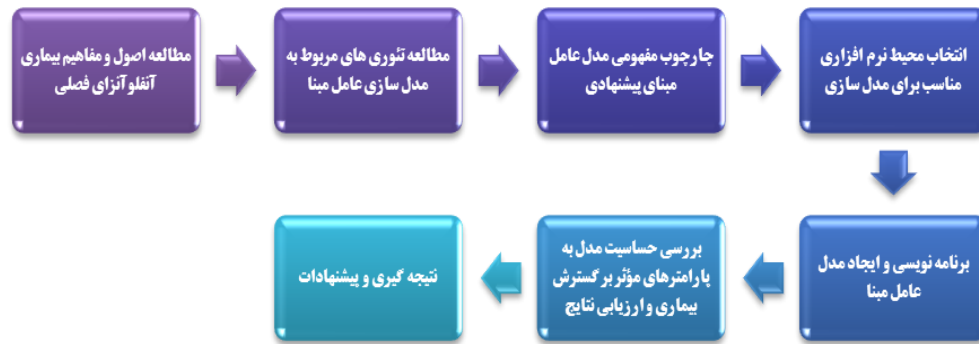 مطالعه اصول و مفاهیم بیماری
آنفلوآنزای فصلی
مطالعه تئوری های مربوط به
مدل سازی عامل مبنا
چارچوب مفهومی مدل عامل
مبنای پیشنهادی
انتخاب محیط نرم افزاری
مناسب برای مدل سازی
برنامه نویسی و ایجاد مدل
عامل مبنا
بررسی حساسیت مدل به
پارامترهای مؤثر بر گسترش
بیماری و ارزیابی نتایج
نتیجه گیری و پیشنهادات